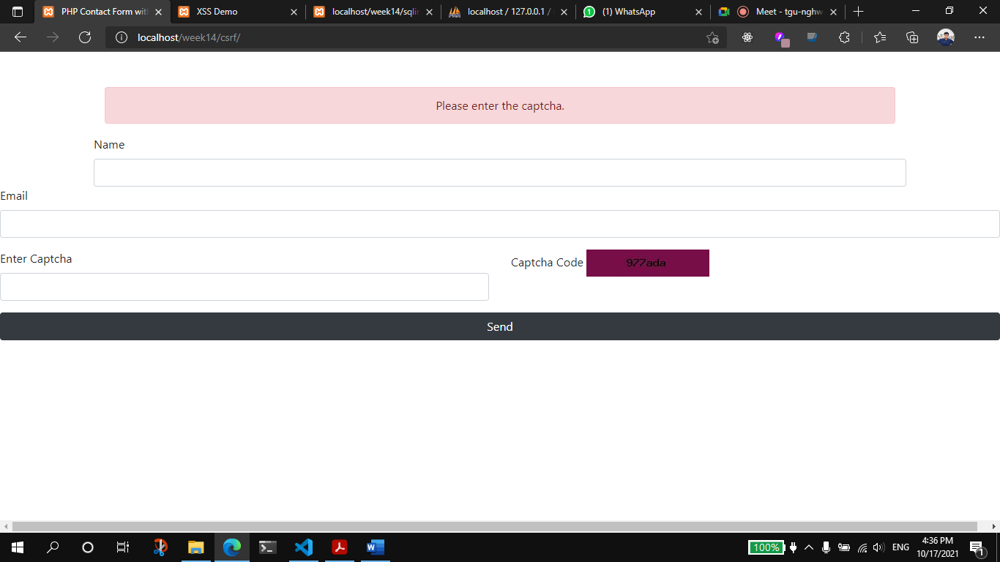 PHP Contact Form wit
XSS Demo
localhost/week14/sqlin
localhost / 127.0.0.1 /
(1) WhatsApp
Meet - tgu-nghw
localhost/week14/csrf/
Please enter the captcha.
Name
Email
Enter Captcha
Captcha Code 977ada
Send
100%
ENG
4:36 PM
10/17/2021
1